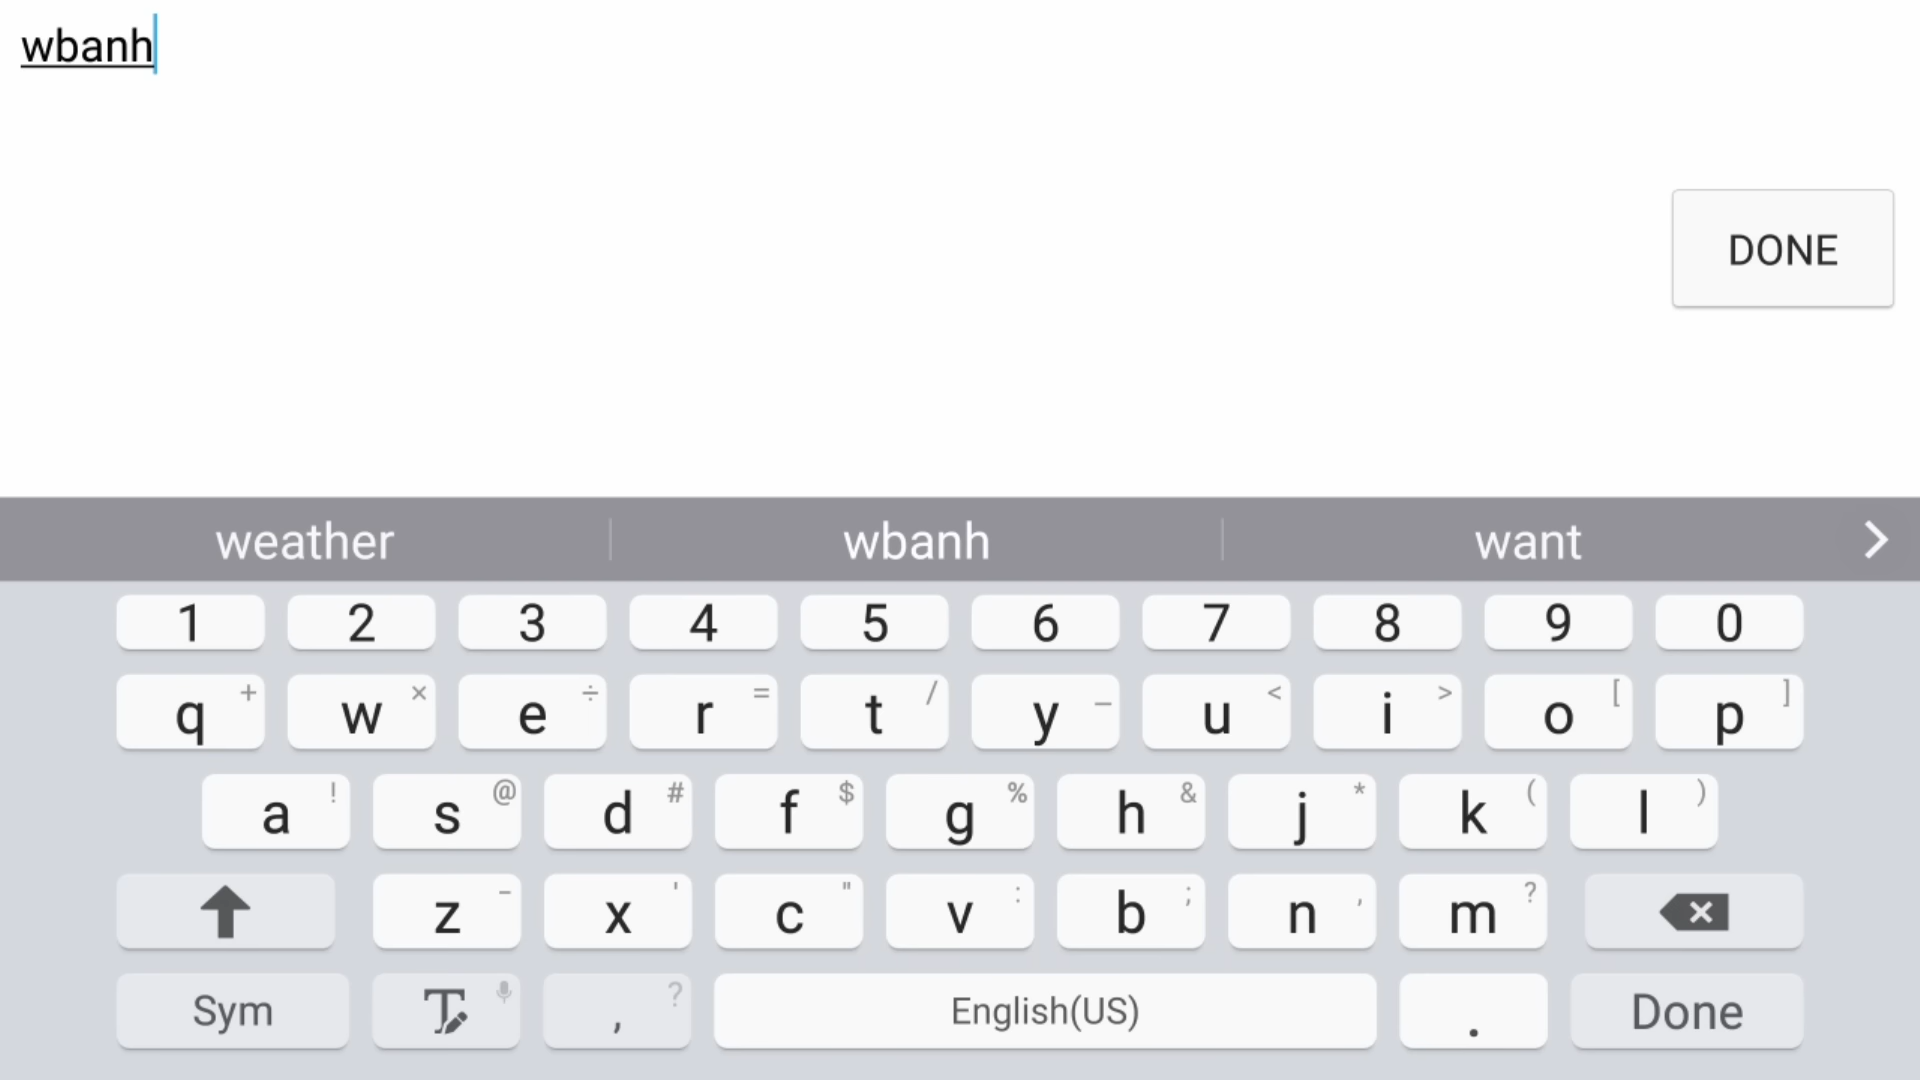 wbanh
DONE
weather wbanh want
1 2 3 4 5 6 7 8 9 0
q + w × e ÷ r = t / y _ u < i > o [ p ]
a ! s @ d # f $ g % h & j * k ( l )
z - x ' c " v : b ; n , m ?
Sym , ? English(US) . Done